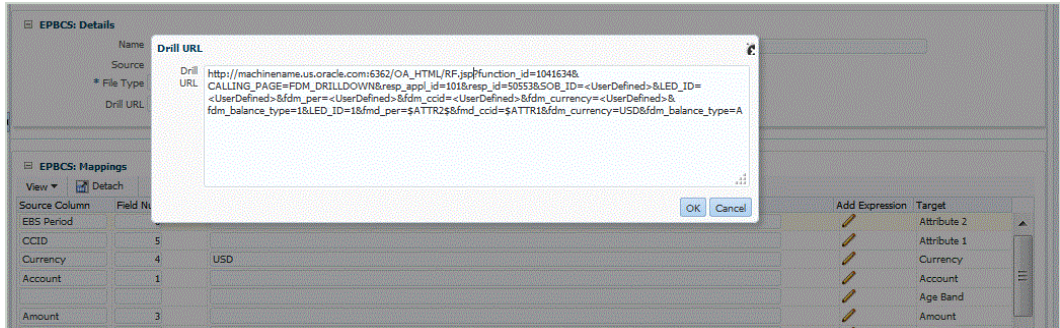 EPBCS: Details
Name
Source
* File Type
Drill URL
Drill URL
Drill URL
http://machinename.us.oracle.com:6362/OA_HTML/RF.jsp?function_id=1041634&
CALLING_PAGE=FDM_DRILLDOWN&resp_appl_id=101&resp_id=50553&SOB_ID=<UserDefined>&LED_ID=
<UserDefined>&fdm_per=<UserDefined>&fdm_ccid=<UserDefined>&fdm_currency=<UserDefined>&
fdm_balance_type=1&LED_ID=1&fmd_per=$ATTR2$&fmd_ccid=$ATTR1&fdm_currency=USD&fdm_balance_type=A
OK Cancel
EPBCS: Mappings
View Detach
Source Column Field Nu Add Expression Target
EBS Period Attribute 2
CCID 5 Attribute 1
Currency 4 USD Currency
Account 1 Account
Age Band
Amount 3 Amount